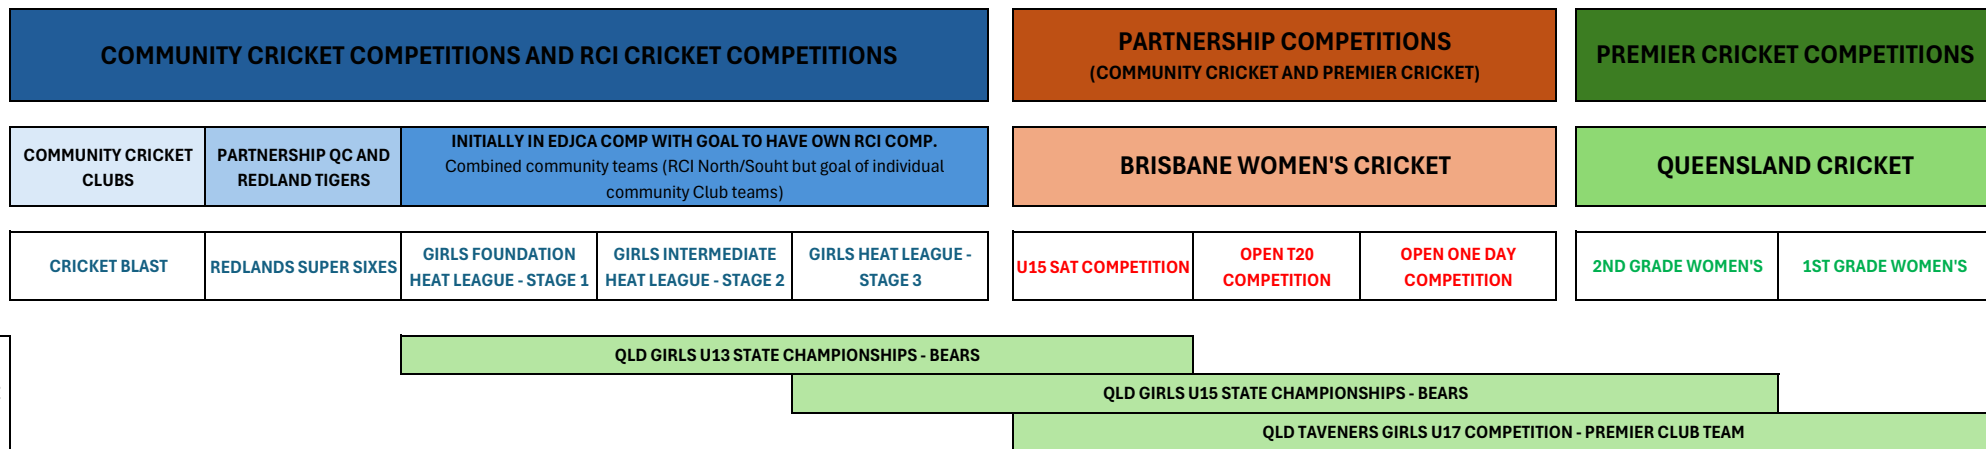 COMMUNITY CRICKET COMPETITIONS AND RCI CRICKET COMPETITIONS
PARTNERSHIP COMPETITIONS
(COMMUNITY CRICKET AND PREMIER CRICKET)
PREMIER CRICKET COMPETITIONS
COMMUNITY CRICKET
CLUBS
PARTNERSHIP QC AND
REDLAND TIGERS
INITIALLY IN EDJCA COMP WITH GOAL TO HAVE OWN RCI COMP.
Combined community teams (RCI North/Souht but goal of individual
community Club teams)
BRISBANE WOMEN'S CRICKET
QUEENSLAND CRICKET
CRICKET BLAST
REDLANDS SUPER SIXES
GIRLS FOUNDATION
HEAT LEAGUE - STAGE 1
GIRLS INTERMEDIATE
HEAT LEAGUE - STAGE 2
GIRLS HEAT LEAGUE -
STAGE 3
U15 SAT COMPETITION
OPEN T20
COMPETITION
OPEN ONE DAY
COMPETITION
2ND GRADE WOMEN'S
1ST GRADE WOMEN'S
QLD GIRLS U13 STATE CHAMPIONSHIPS - BEARS
QLD GIRLS U15 STATE CHAMPIONSHIPS - BEARS
QLD TAVENERS GIRLS U17 COMPETITION - PREMIER CLUB TEAM